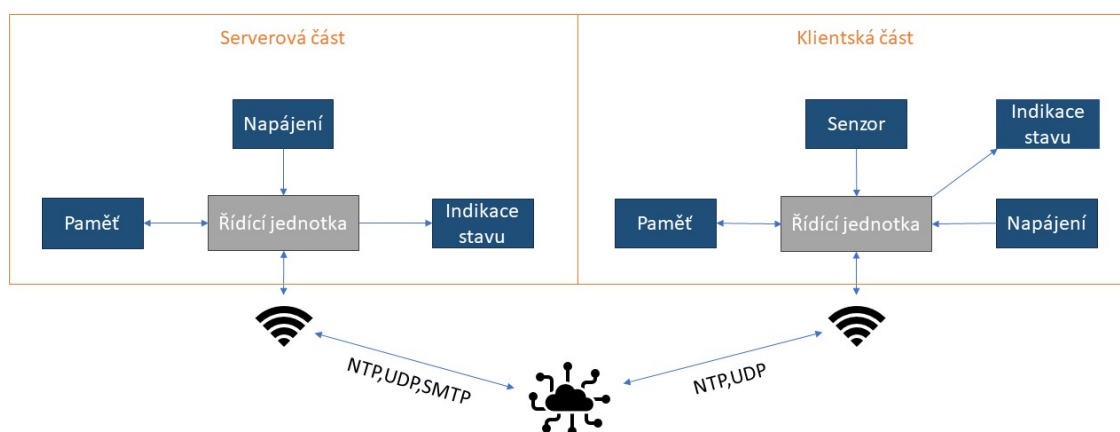 Serverová část
Napájení
Paměť
Řídící jednotka
Indikace
stavu
NTP,UDP,SMTP
Klientská část
Senzor
Indikace
stavu
Paměť
Řídící jednotka
Napájení
NTP,UDP